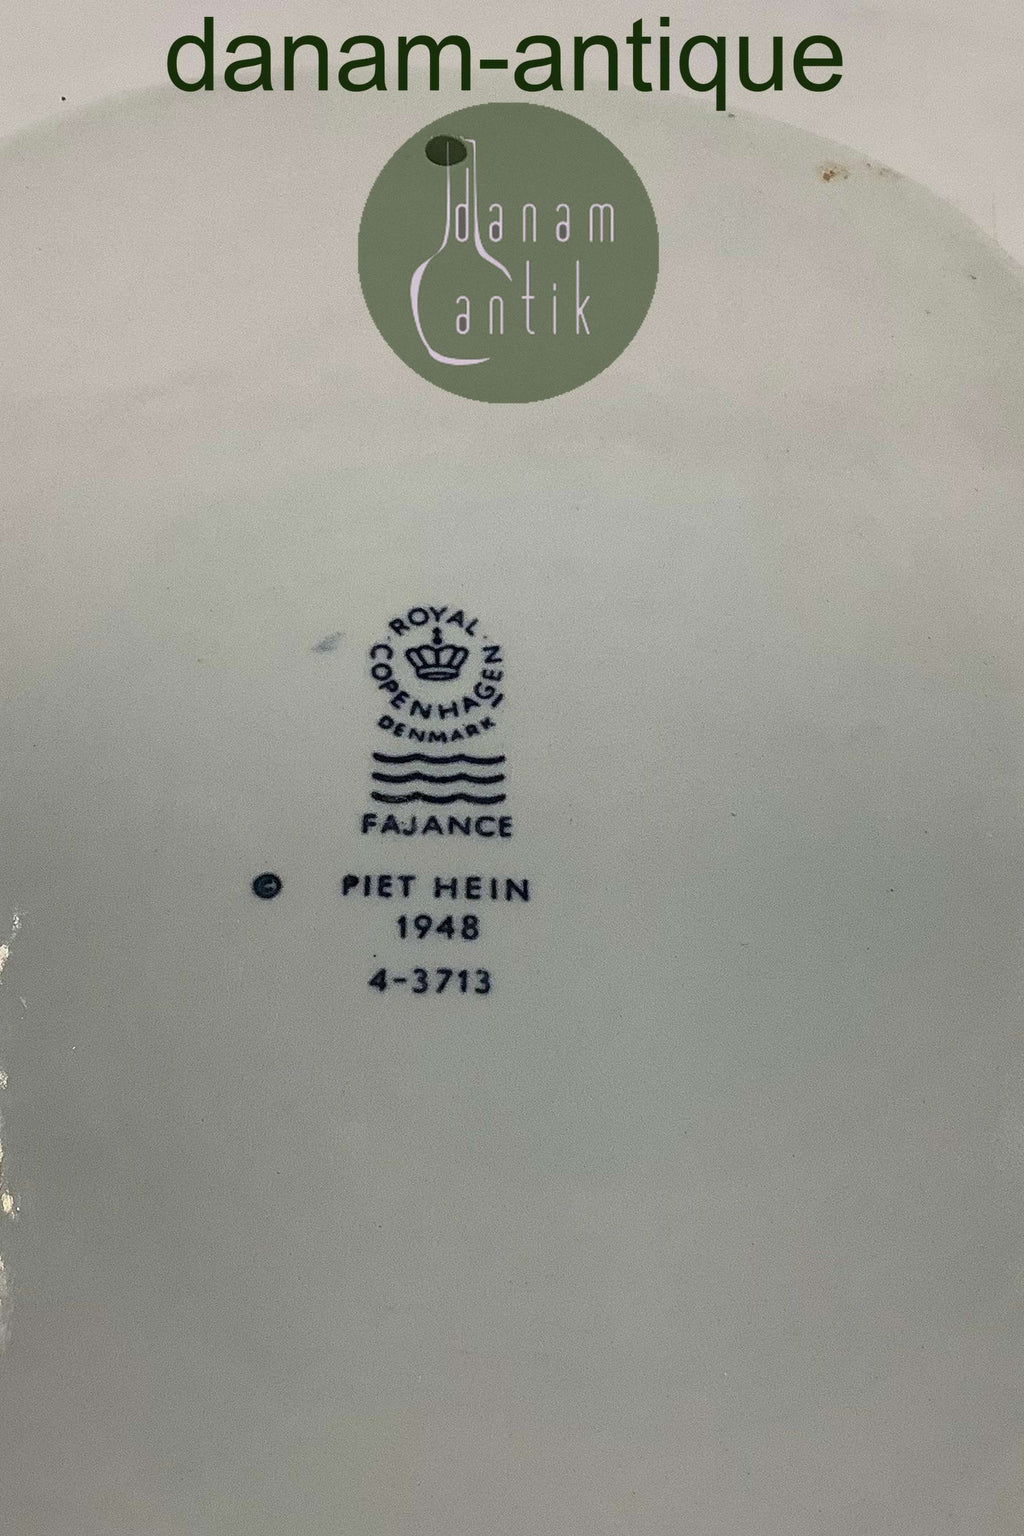 danam-antique
danam
antik
ROYAL
COPENHAGEN
DENMARK
FAJANCE
© PIET HEIN
1948
4-3713